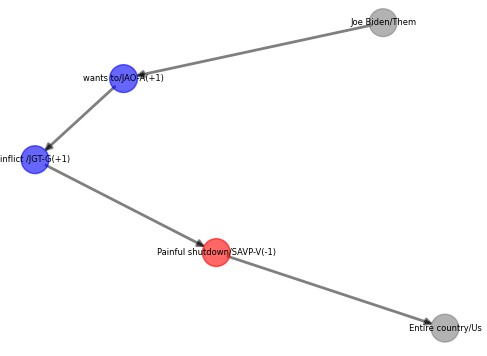 Joe Biden/Them
wants to/JAO-A(+1)
inflict /JGT-G(+1)
Painful shutdown/SAVP-V(-1)
Entire country/Us